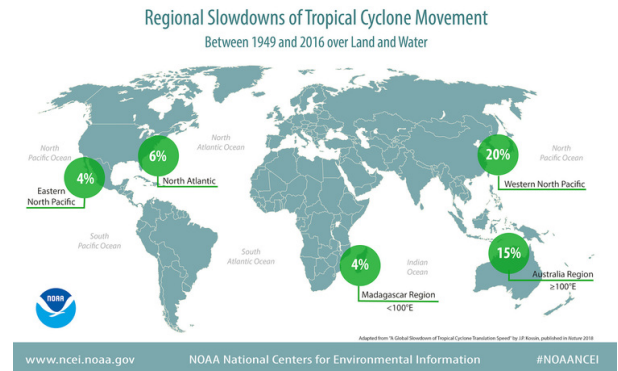 Regional Slowdowns of Tropical Cyclone Movement
Between 1949 and 2016 over Land and Water
North
Pacific Ocean
4%
Eastern
North Pacific
6%
North Atlantic
North
Atlantic Ocean
20%
Western North Pacific
North
Pacific Ocean
South
Pacific Ocean
South
Atlantic Ocean
4%
Madagascar Region
<100°E
Indian
Ocean
15%
Australia Region
≥100°E
NOAA
Adapted from "A Global Slowdown of Tropical Cyclone Translation Speed" by J.P. Kossin, published in Nature 2018
www.ncei.noaa.gov
NOAA National Centers for Environmental Information
#NOAANCEI